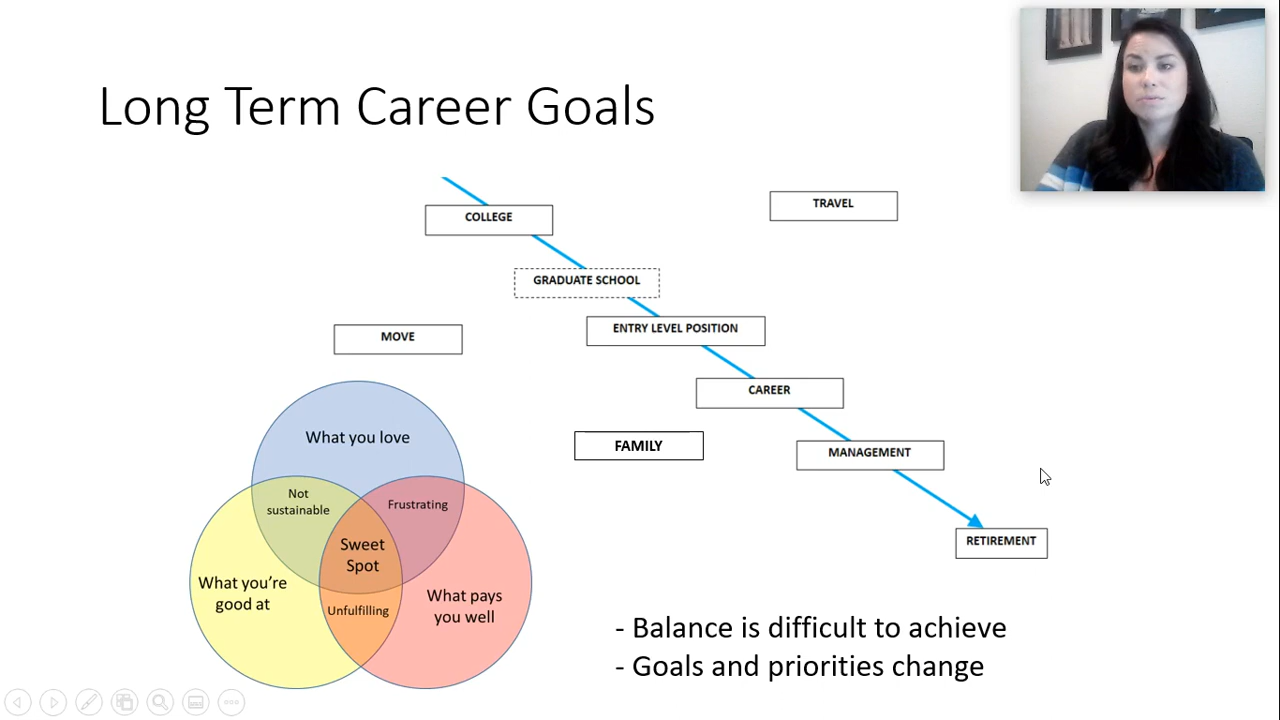 Long Term Career Goals
COLLEGE
TRAVEL
GRADUATE SCHOOL
ENTRY LEVEL POSITION
MOVE
CAREER
FAMILY
MANAGEMENT
RETIREMENT
What you love
Not
sustainable
Frustrating
Sweet
Spot
What you're
good at
What pays
you well
Unfulfilling
- Balance is difficult to achieve
- Goals and priorities change